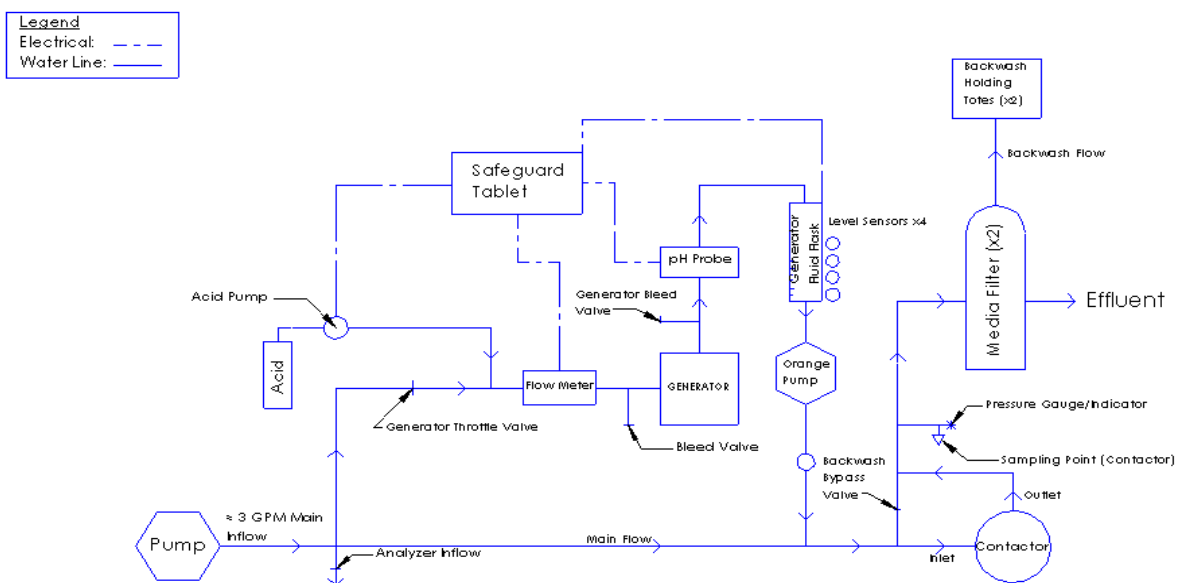 Legend
Electrical:
Water Line:
Backwash
Holding
Totes (x2)
Backwash Flow
Safeguard
Tablet
Level Sensors x4
Generator
Fluid Flask
pH Probe
Media Filter (x2)
Effluent
Generator Bleed
Valve
Acid Pump
Acid
Orange
Pump
Flow Meter
GENERATOR
Generator Throttle Valve
Bleed Valve
Pressure Gauge/Indicator
Sampling Point (Contactor)
Backwash
Bypass
Valve
Outlet
≈ 3 GPM Main
Inflow
Pump
Analyzer Inflow
Main Flow
Inlet
Contactor